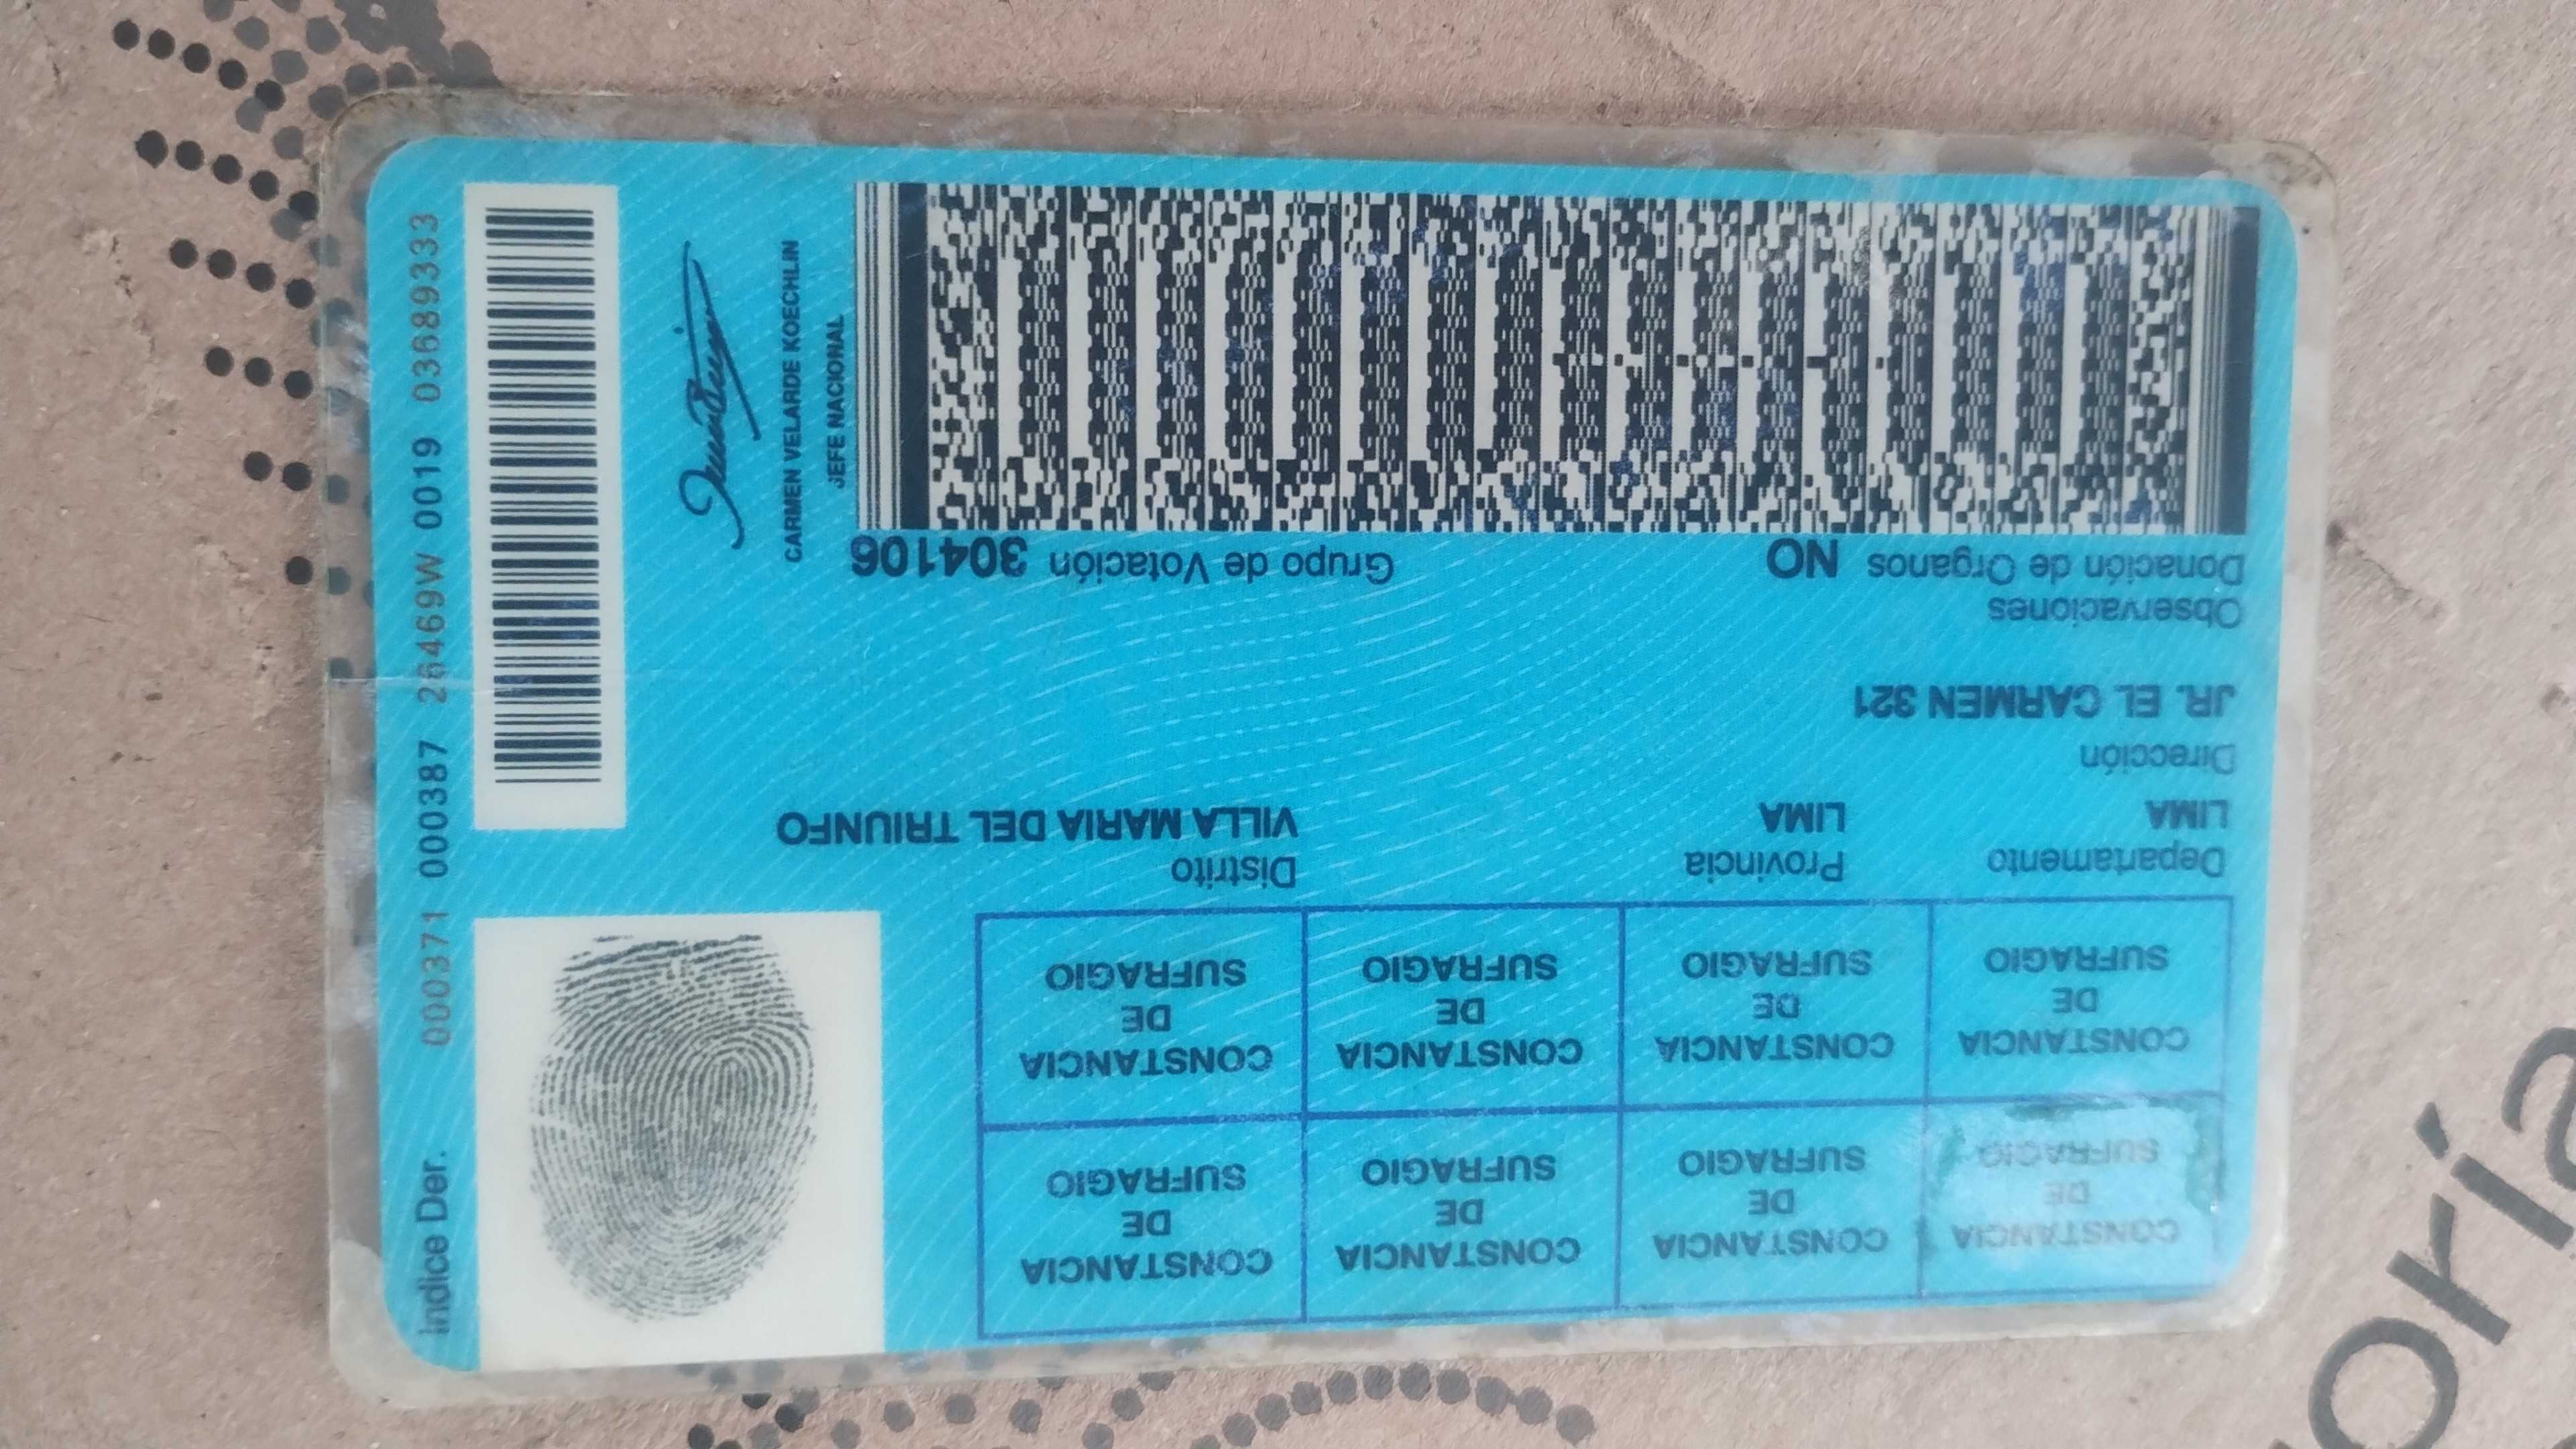 CONSTANCIA DE SUFRAGIO
CONSTANCIA DE SUFRAGIO
CONSTANCIA DE SUFRAGIO
CONSTANCIA DE SUFRAGIO
CONSTANCIA DE SUFRAGIO
CONSTANCIA DE SUFRAGIO
CONSTANCIA DE SUFRAGIO
CONSTANCIA DE SUFRAGIO
Departamento Provincia Distrito
LIMA LIMA VILLA MARIA DEL TRIUNFO
Dirección
JR. EL CARMEN 321
Observaciones
Donación de Organos NO Grupo de Votación 304106
Indice Der. 000371 000387 26469W 0019 03689333
CARMEN VELARDE KOECHLIN
JEFE NACIONAL